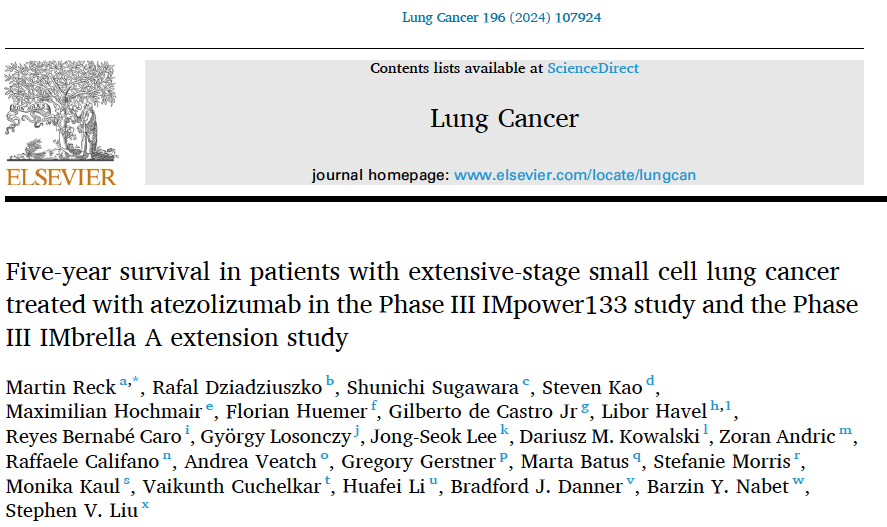 Lung Cancer 196 (2024) 107924
Contents lists available at ScienceDirect
Lung Cancer
journal homepage: www.elsevier.com/locate/lungcan
ELSEVIER
Five-year survival in patients with extensive-stage small cell lung cancer
treated with atezolizumab in the Phase III IMpower133 study and the Phase
III IMbrella A extension study
Martin Reck a,*, Rafal Dziadziuszko b, Shunichi Sugawara c, Steven Kao d,
Maximilian Hochmair e, Florian Huemer f, Gilberto de Castro Jr g, Libor Havel h,1,
Reyes Bernabé Caro i, György Losonczy j, Jong-Seok Lee k, Dariusz M. Kowalski l, Zoran Andric m,
Raffaele Califano n, Andrea Veatch o, Gregory Gerstner p, Marta Batus q, Stefanie Morris r,
Monika Kaul s, Vaikunth Cuchelkar t, Huafei Li u, Bradford J. Danner v, Barzin Y. Nabet w,
Stephen V. Liu x